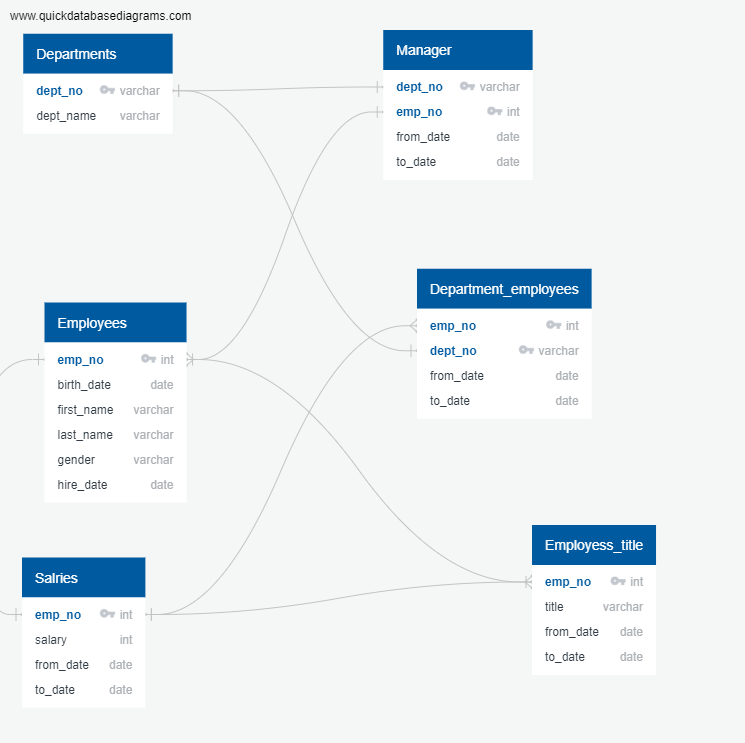 www.quickdatabasediagrams.com
Departments
dept_no varchar
dept_name varchar
Manager
dept_no varchar
emp_no int
from_date date
to_date date
Department_employees
emp_no int
dept_no varchar
from_date date
to_date date
Employees
emp_no int
birth_date date
first_name varchar
last_name varchar
gender varchar
hire_date date
Employess_title
emp_no int
title varchar
from_date date
to_date date
Salries
emp_no int
salary int
from_date date
to_date date